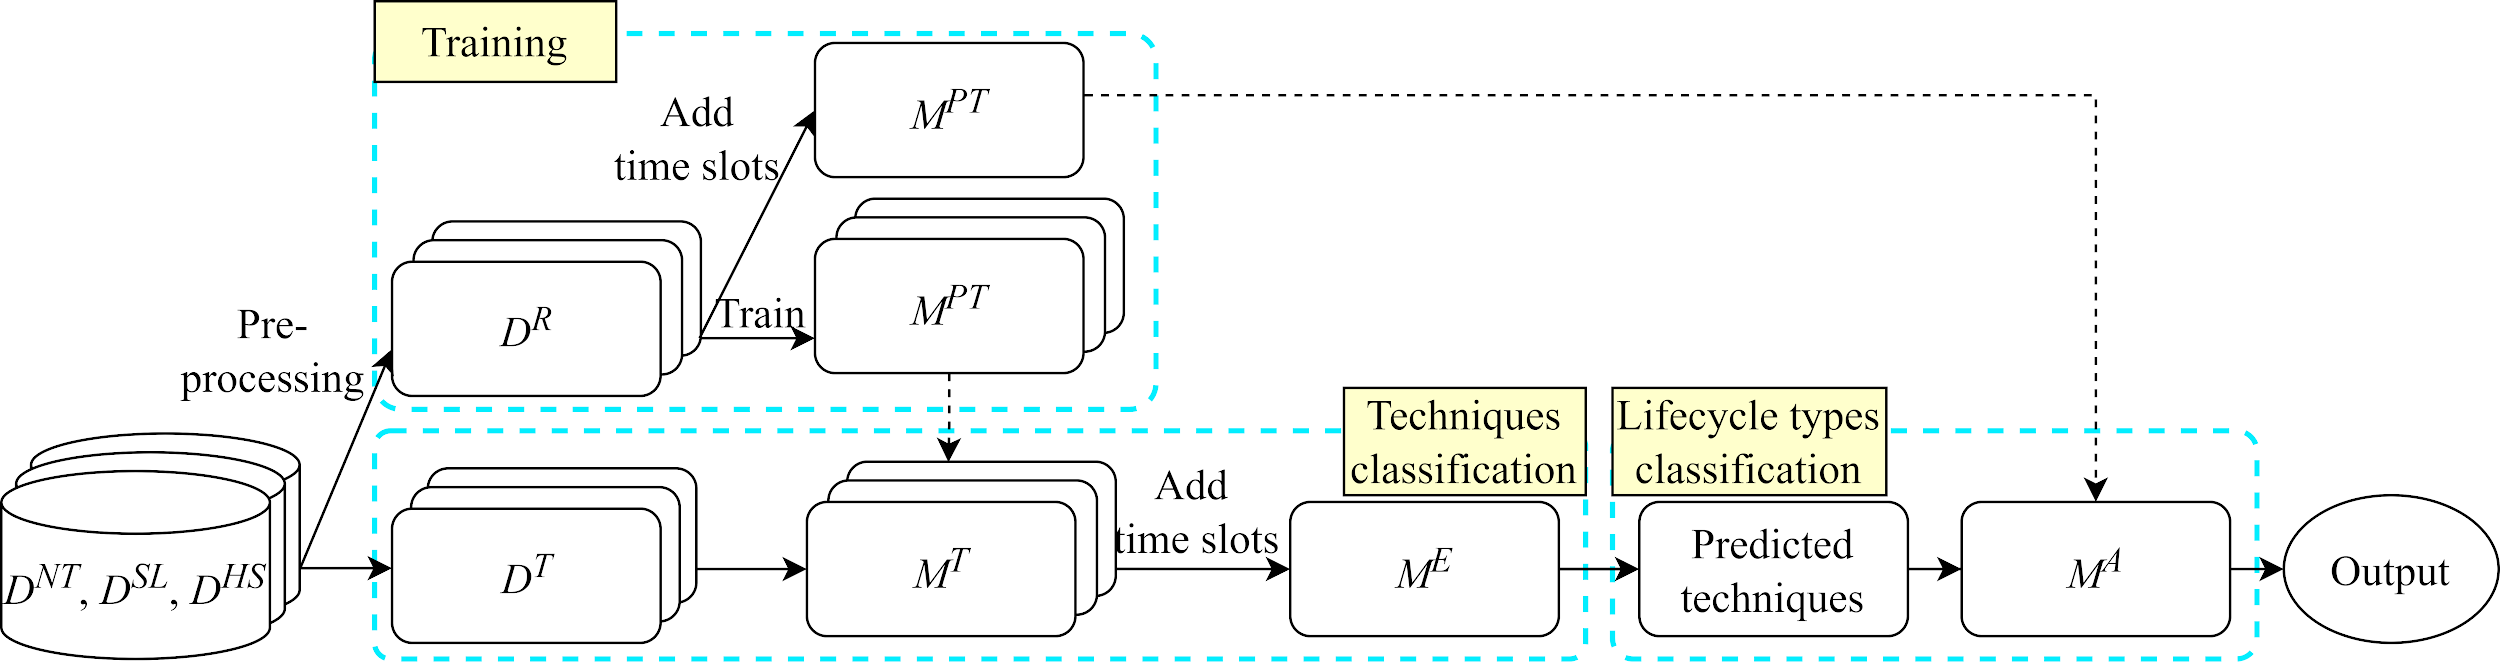 Training
Add
time slots
M^PT
M^PT
D^R
Train
Pre-
processing
Techniques
classification
Lifecycle types
classification
D^NT, D^SL, D^HS
D^T
M^T
Add
time slots
M^E
Predicted
techniques
M^A
Output